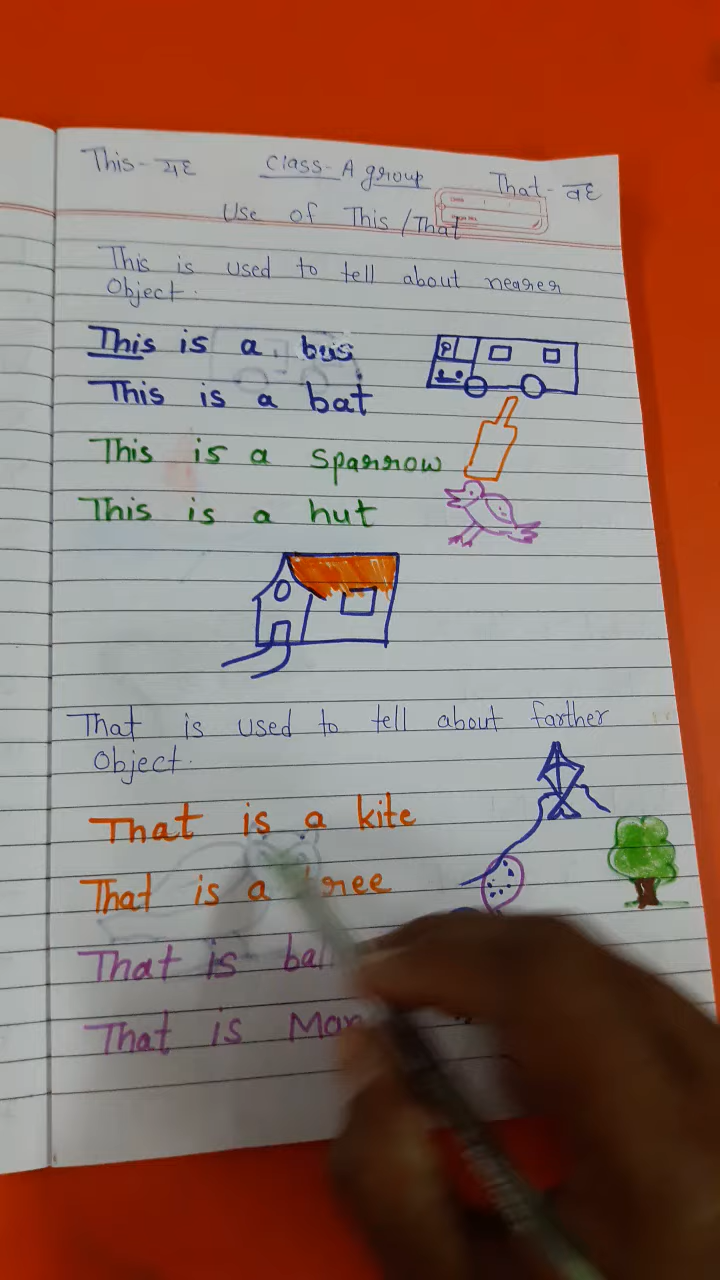 This - यह
Class - A group
That - वह
Use of This / That
This is used to tell about nearer
Object.
This is a bus
This is a bat
This is a sparrow
This is a hut
That is used to tell about farther
Object.
That is a kite
That is a tree
That is
That is